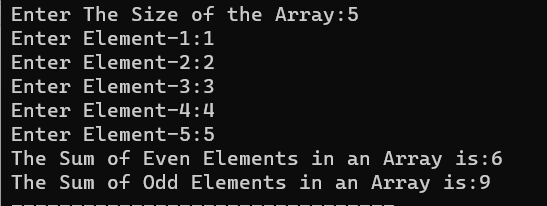 Enter The Size of the Array:5
Enter Element-1:1
Enter Element-2:2
Enter Element-3:3
Enter Element-4:4
Enter Element-5:5
The Sum of Even Elements in an Array is:6
The Sum of Odd Elements in an Array is:9